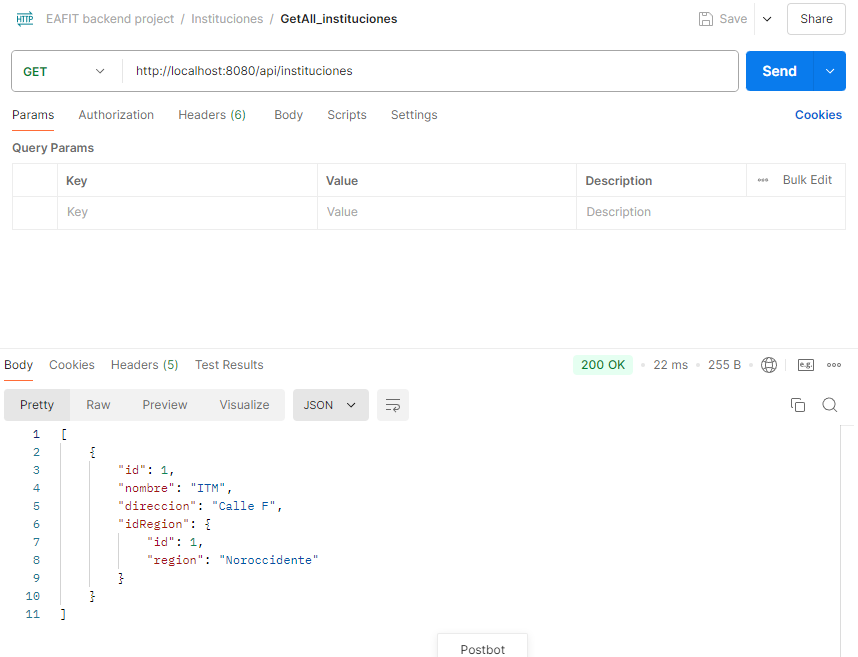 HTTP EAFIT backend project / Instituciones / GetAll_instituciones Save Share
GET http://localhost:8080/api/instituciones Send
Params Authorization Headers (6) Body Scripts Settings Cookies
Query Params
Key Value Description Bulk Edit
Key Value Description
Body Cookies Headers (5) Test Results 200 OK 22 ms 255 B e.g.
Pretty Raw Preview Visualize JSON
1 [
2 {
3 "id": 1,
4 "nombre": "ITM",
5 "direccion": "Calle F",
6 "idRegion": {
7 "id": 1,
8 "region": "Noroccidente"
9 }
10 }
11 ]
Postbot